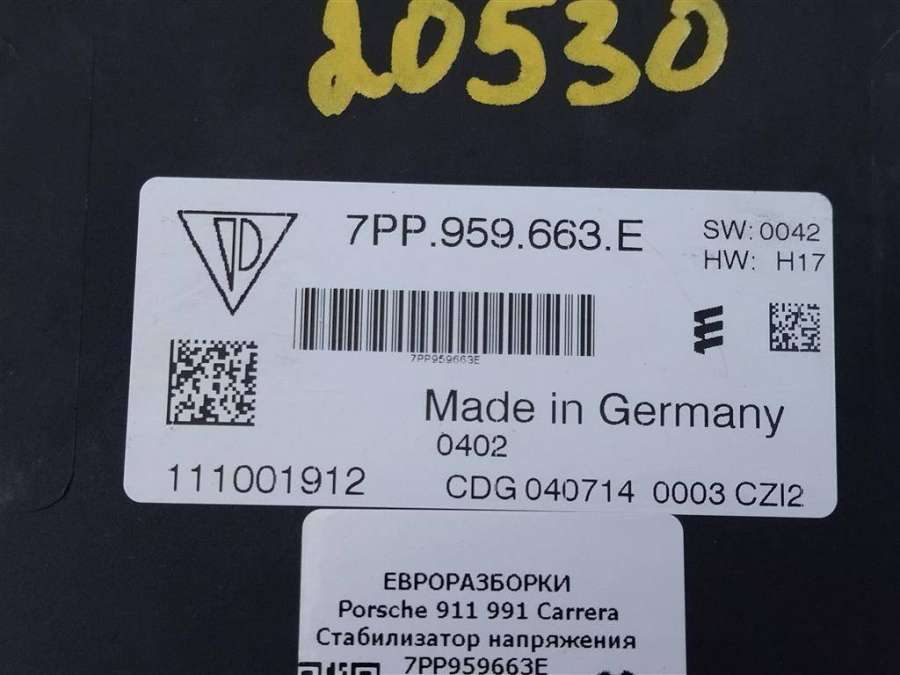 20530
7PP.959.663.E
SW: 0042
HW: H17
7PP959663E
Made in Germany
0402
111001912
CDG 040714 0003 CZI2
ЕВРОРАЗБОРКИ
Porsche 911 991 Carrera
Стабилизатор напряжения
7PP959663E